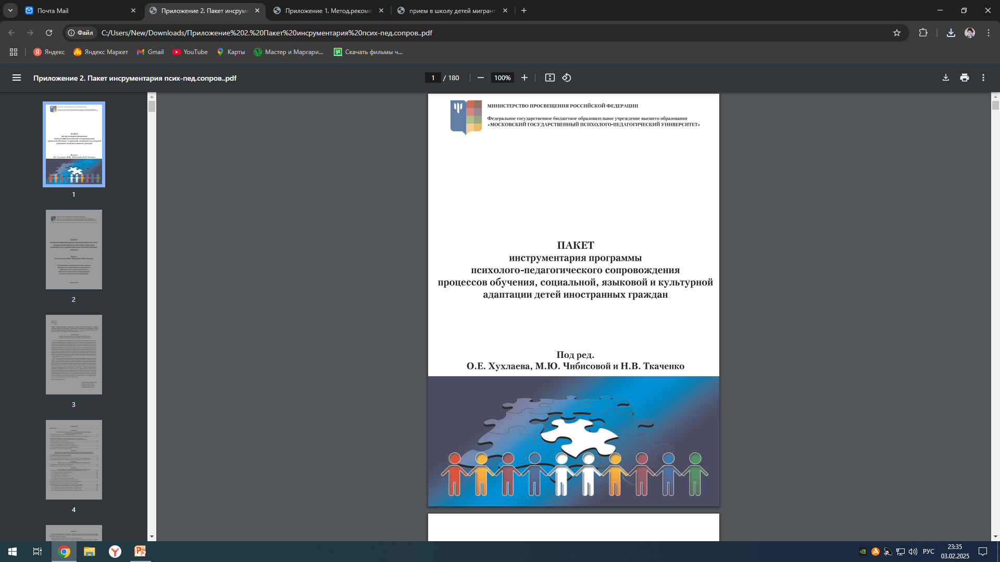 Почта Mail
Приложение 2. Пакет инсруме
Приложение 1. Метод.рекоме
прием в школу детей мигрант
Файл
C:/Users/New/Downloads/Приложение%202.%20Пакет%20инсрументария%20псих-пед.сопров..pdf
Яндекс
Яндекс Маркет
Gmail
YouTube
Карты
Мастер и Маргари...
Скачать фильмы ч...
Приложение 2. Пакет инсрументария псих-пед.сопров..pdf
1 / 180
100%
МИНИСТЕРСТВО ПРОСВЕЩЕНИЯ РОССИЙСКОЙ ФЕДЕРАЦИИ
Федеральное государственное бюджетное образовательное учреждение высшего образования
«МОСКОВСКИЙ ГОСУДАРСТВЕННЫЙ ПСИХОЛОГО-ПЕДАГОГИЧЕСКИЙ УНИВЕРСИТЕТ»
ПАКЕТ
инструментария программы
психолого-педагогического сопровождения
процессов обучения, социальной, языковой и культурной
адаптации детей иностранных граждан
Под ред.
О.Е. Хухлаева, М.Ю. Чибисовой и Н.В. Ткаченко
1
2
3
4
РУС
23:35
03.02.2025